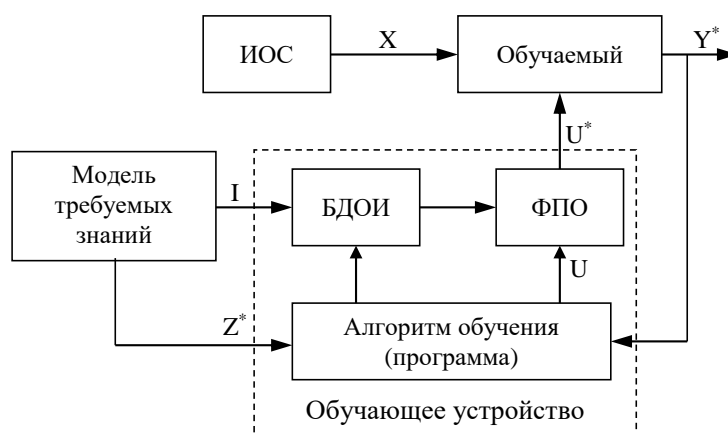 ИОС
X
Обучаемый
Y*
U*
Модель
требуемых
знаний
I
БДОИ
ФПО
U
Z*
Алгоритм обучения
(программа)
Обучающее устройство